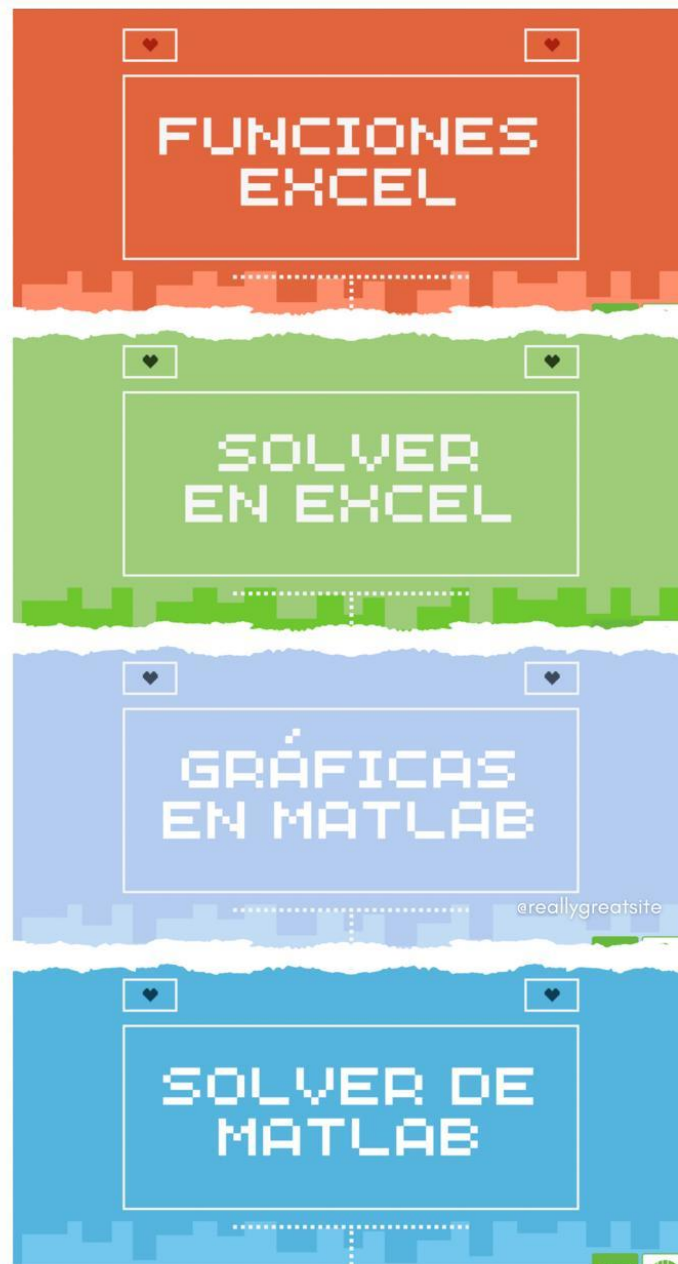 FUNCIONES
EXCEL
SOLVER
EN EXCEL
GRÁFICAS
EN MATLAB
@reallygreatsite
SOLVER DE
MATLAB